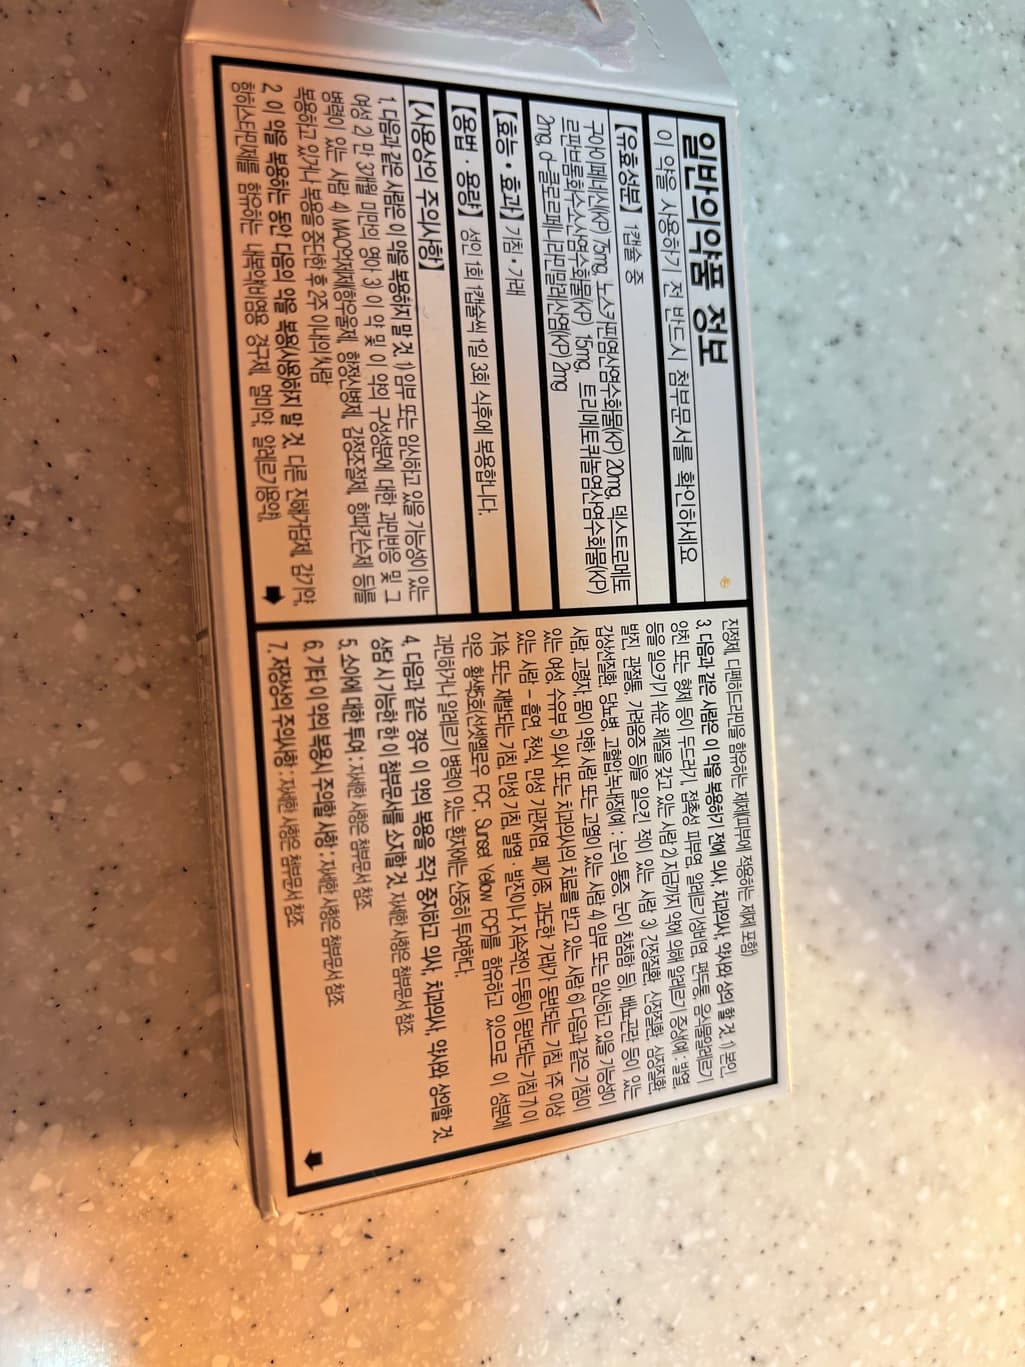 일반의약품 정보
이 약을 사용하기 전 반드시 첨부문서를 확인하세요
【유효성분】 1캡슐 중
구아이페네신(KP) 75mg, 노스카핀염산염수화물(KP) 20mg, 덱스트로메토
르판브롬화수소산염수화물(KP) 15mg, 트리메토퀴놀염산염수화물(KP)
2mg, d-클로르페니라민말레산염(KP) 2mg
【효능•효과】 기침•가래
【용법 · 용량】 성인 1회 1캡슐씩 1일 3회 식후에 복용합니다.
【사용상의 주의사항】
1. 다음과 같은 사람은 이 약을 복용하지 말 것. 1) 임부 또는 임신하고 있을 가능성이 있는
여성 2) 만 3개월 미만의 영아 3) 이 약 및 이 약의 구성성분에 대한 과민반응 및 그
병력이 있는 사람 4) MAO억제제(항우울제, 항정신병제, 감정조절제, 항파킨슨제 등)를
복용하고 있거나 복용을 중단한 후 2주 이내의 사람
2. 이 약을 복용하는 동안 다음의 약을 복용(사용)하지 말 것. 다른 진해거담제, 감기약,
항히스타민제를 함유하는 내복약(비염용 경구제, 멀미약, 알레르기용약),
진정제, 디펜히드라민을 함유하는 제제(피부에 적용하는 제제 포함)
3. 다음과 같은 사람은 이 약을 복용하기 전에 의사, 치과의사, 약사와 상의할 것. 1) 본인,
양친 또는 형제 등이 두드러기, 접촉성 피부염, 알레르기성비염, 편두통, 음식물알레르기
등을 일으키기 쉬운 체질을 갖고 있는 사람 2) 지금까지 약에 의해 알레르기 증상(예 : 발열,
발진, 관절통, 가려움증 등)을 일으킨 적이 있는 사람 3) 간장질환, 신장질환, 심장질환,
갑상선질환, 당뇨병, 고혈압, 녹내장(예 : 눈의 통증, 눈이 침침함 등), 배뇨곤란 등이 있는
사람, 고령자, 몸이 약한 사람 또는 고열이 있는 사람 4) 임부 또는 임신하고 있을 가능성이
있는 여성, 수유부 5) 의사 또는 치과의사의 치료를 받고 있는 사람 6) 다음과 같은 기침이
있는 사람 - 흡연, 천식, 만성 기관지염, 폐기종, 과도한 가래가 동반되는 기침, 1주 이상
지속 또는 재발되는 기침, 만성 기침, 발열 · 발진이나 지속적인 두통이 동반되는 기침 7) 이
약은 황색5호(선셋옐로우 FCF, Sunset Yellow FCF)를 함유하고 있으므로 이 성분에
과민하거나 알레르기 병력이 있는 환자에는 신중히 투여한다.
4. 다음과 같은 경우 이 약의 복용을 즉각 중지하고 의사, 치과의사, 약사와 상의할 것.
상담 시 가능한 한 이 첨부문서를 소지할 것. 자세한 사항은 첨부문서 참조
5. 소아에 대한 투여 : 자세한 사항은 첨부문서 참조
6. 기타 이 약의 복용시 주의할 사항 : 자세한 사항은 첨부문서 참조
7. 저장상의 주의사항 : 자세한 사항은 첨부문서 참조